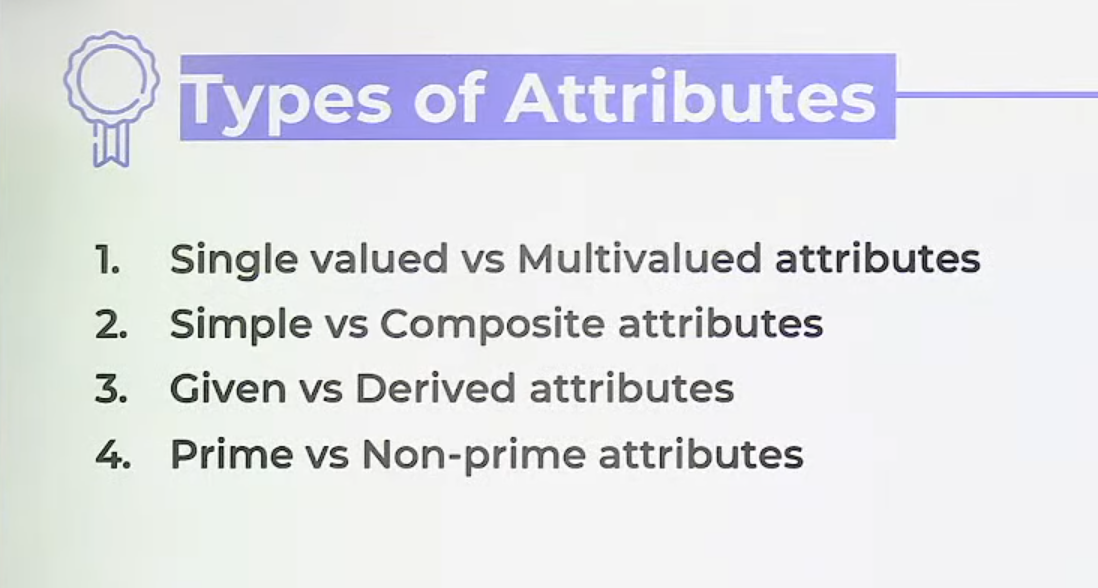 Types of Attributes
1. Single valued vs Multivalued attributes
2. Simple vs Composite attributes
3. Given vs Derived attributes
4. Prime vs Non-prime attributes